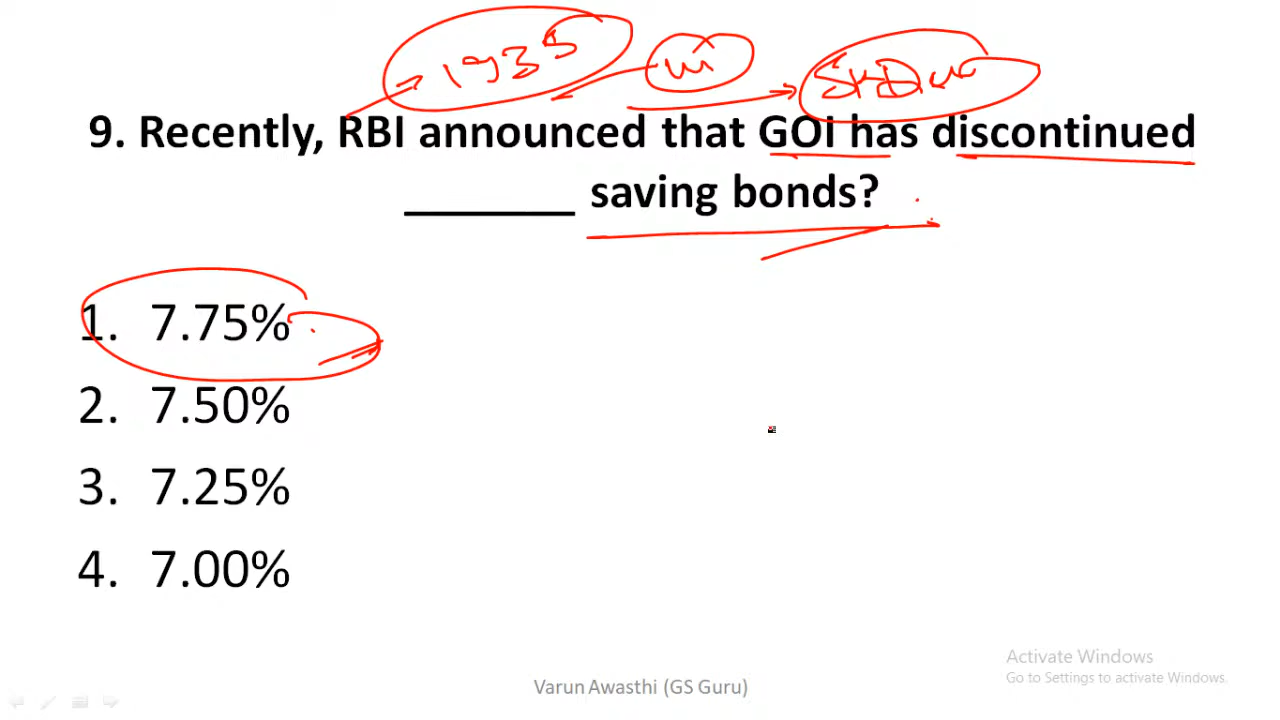 1935
9. Recently, RBI announced that GOI has discontinued
_______ saving bonds?
1. 7.75%
2. 7.50%
3. 7.25%
4. 7.00%
Activate Windows
Go to Settings to activate Windows.
Varun Awasthi (GS Guru)